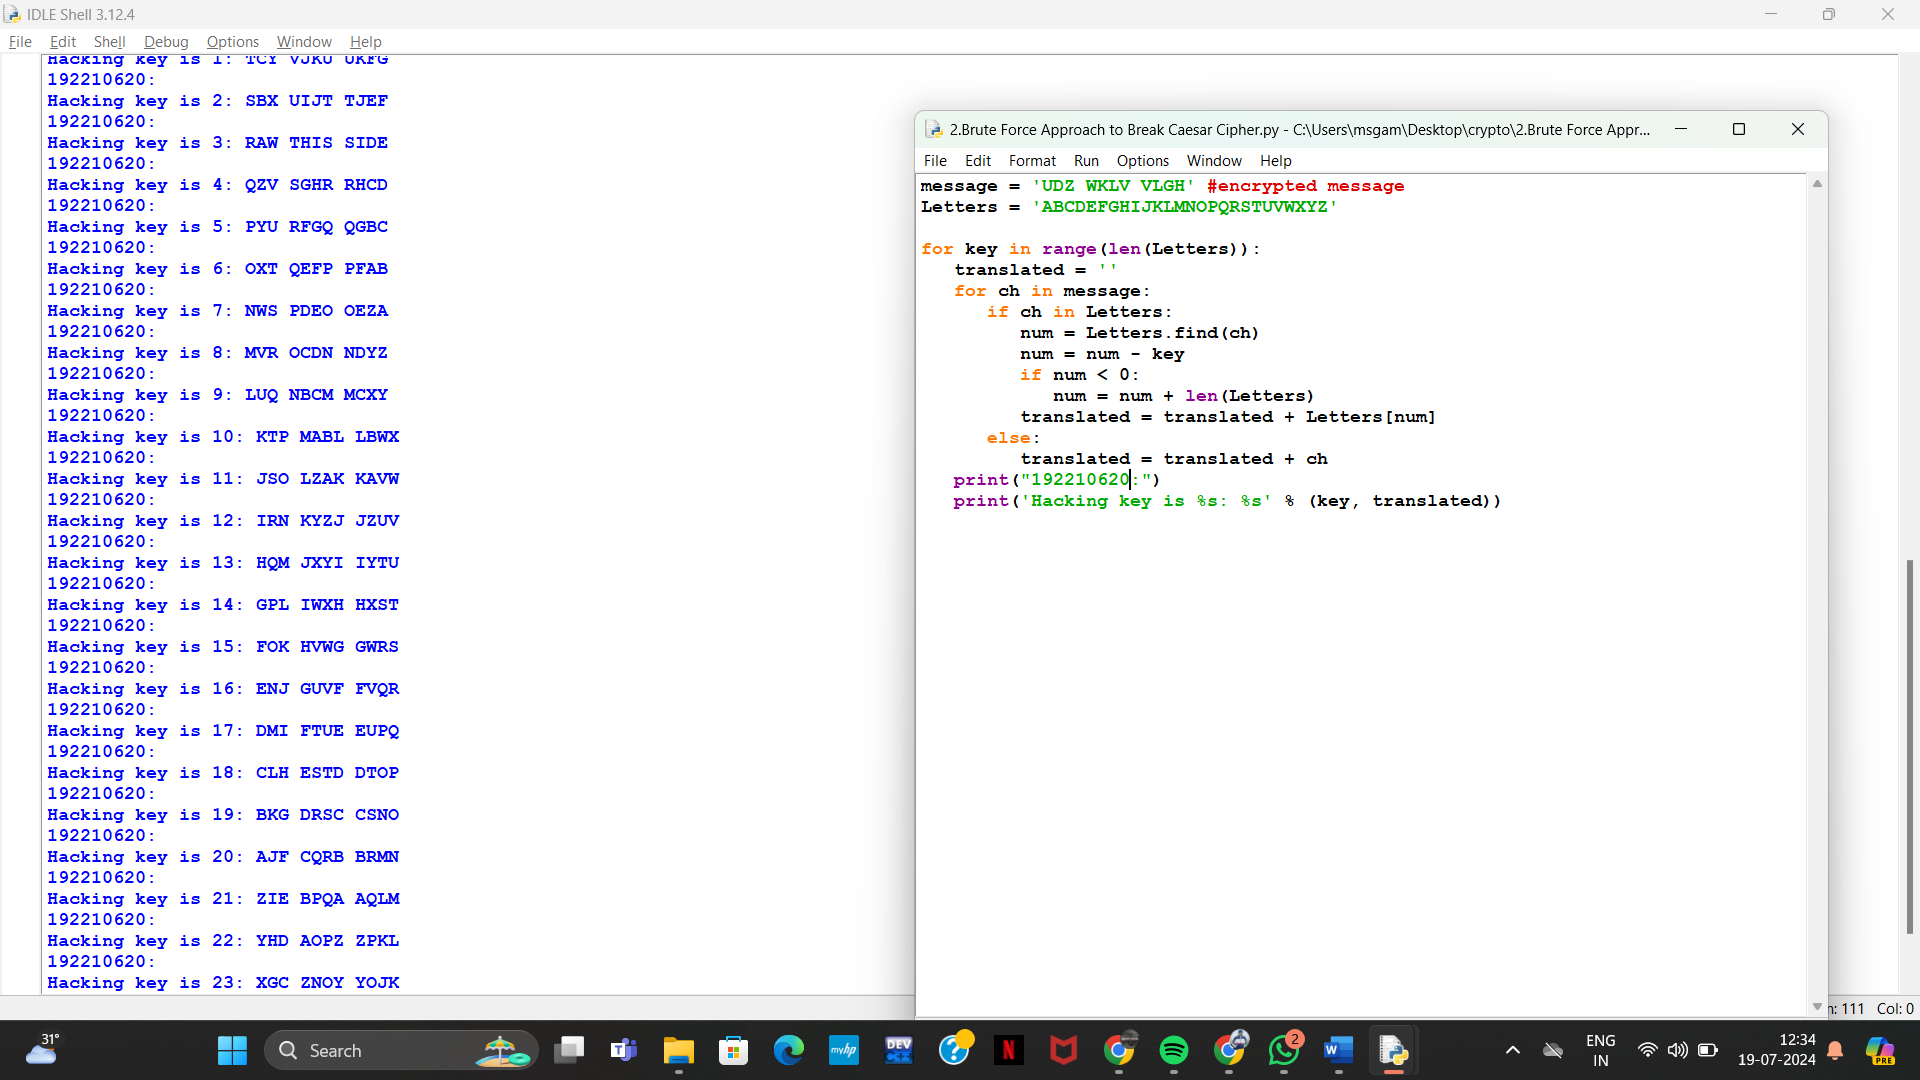 IDLE Shell 3.12.4
File Edit Shell Debug Options Window Help
Hacking key is 1: TCY VJKU UKFG
192210620:
Hacking key is 2: SBX UIJT TJEF
192210620:
Hacking key is 3: RAW THIS SIDE
192210620:
Hacking key is 4: QZV SGHR RHCD
192210620:
Hacking key is 5: PYU RFGQ QGBC
192210620:
Hacking key is 6: OXT QEFP PFAB
192210620:
Hacking key is 7: NWS PDEO OEZA
192210620:
Hacking key is 8: MVR OCDN NDYZ
192210620:
Hacking key is 9: LUQ NBCM MCXY
192210620:
Hacking key is 10: KTP MABL LBWX
192210620:
Hacking key is 11: JSO LZAK KAVW
192210620:
Hacking key is 12: IRN KYZJ JZUV
192210620:
Hacking key is 13: HQM JXYI IYTU
192210620:
Hacking key is 14: GPL IWXH HXST
192210620:
Hacking key is 15: FOK HVWG GWRS
192210620:
Hacking key is 16: ENJ GUVF FVQR
192210620:
Hacking key is 17: DMI FTUE EUPQ
192210620:
Hacking key is 18: CLH ESTD DTOP
192210620:
Hacking key is 19: BKG DRSC CSNO
192210620:
Hacking key is 20: AJF CQRB BRMN
192210620:
Hacking key is 21: ZIE BPQA AQLM
192210620:
Hacking key is 22: YHD AOPZ ZPKL
192210620:
Hacking key is 23: XGC ZNOY YOJK
2.Brute Force Approach to Break Caesar Cipher.py - C:\Users\msgam\Desktop\crypto\2.Brute Force Appr...
File Edit Format Run Options Window Help
message = 'UDZ WKLV VLGH' #encrypted message
Letters = 'ABCDEFGHIJKLMNOPQRSTUVWXYZ'
for key in range(len(Letters)):
   translated = ''
   for ch in message:
      if ch in Letters:
         num = Letters.find(ch)
         num = num - key
         if num < 0:
            num = num + len(Letters)
         translated = translated + Letters[num]
      else:
         translated = translated + ch
   print("192210620:")
   print('Hacking key is %s: %s' % (key, translated))
n: 111 Col: 0
31°
Search
myhp
DEV C++
N
2
W
ENG
IN
12:34
19-07-2024
PRE